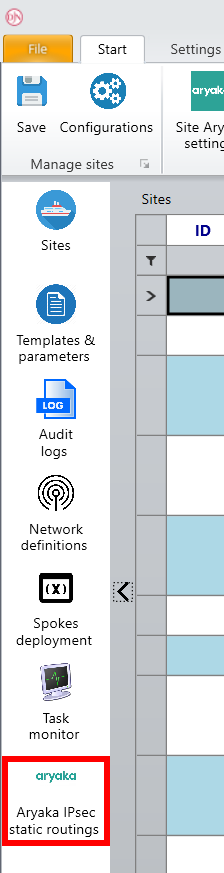 File Start Settings
Save Configurations
aryaka
Site Ary
setting
Manage sites
Sites
Sites
ID
Templates &
parameters
LOG
Audit
logs
Network
definitions
(X)
Spokes
deployment
Task
monitor
aryaka
Aryaka IPsec
static routings